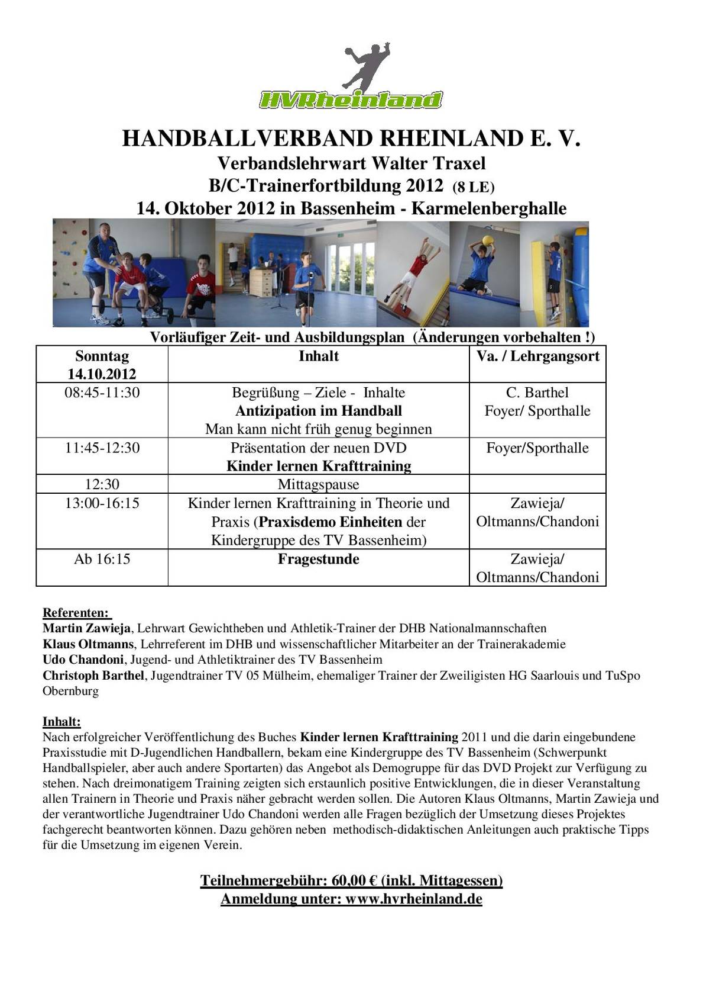 HVRheinland
HANDBALLVERBAND RHEINLAND E. V.
Verbandslehrwart Walter Traxel
B/C-Trainerfortbildung 2012 (8 LE)
14. Oktober 2012 in Bassenheim - Karmelenberghalle
Vorläufiger Zeit- und Ausbildungsplan (Änderungen vorbehalten !)
Sonntag
14.10.2012
Inhalt
Va. / Lehrgangsort
08:45-11:30
Begrüßung – Ziele - Inhalte
Antizipation im Handball
Man kann nicht früh genug beginnen
C. Barthel
Foyer/ Sporthalle
11:45-12:30
Präsentation der neuen DVD
Kinder lernen Krafttraining
Foyer/Sporthalle
12:30
Mittagspause
13:00-16:15
Kinder lernen Krafttraining in Theorie und
Praxis (Praxisdemo Einheiten der
Kindergruppe des TV Bassenheim)
Zawieja/
Oltmanns/Chandoni
Ab 16:15
Fragestunde
Zawieja/
Oltmanns/Chandoni
Referenten:
Martin Zawieja, Lehrwart Gewichtheben und Athletik-Trainer der DHB Nationalmannschaften
Klaus Oltmanns, Lehrreferent im DHB und wissenschaftlicher Mitarbeiter an der Trainerakademie
Udo Chandoni, Jugend- und Athletiktrainer des TV Bassenheim
Christoph Barthel, Jugendtrainer TV 05 Mülheim, ehemaliger Trainer der Zweiligisten HG Saarlouis und TuSpo
Obernburg
Inhalt:
Nach erfolgreicher Veröffentlichung des Buches Kinder lernen Krafttraining 2011 und die darin eingebundene
Praxisstudie mit D-Jugendlichen Handballern, bekam eine Kindergruppe des TV Bassenheim (Schwerpunkt
Handballspieler, aber auch andere Sportarten) das Angebot als Demogruppe für das DVD Projekt zur Verfügung zu
stehen. Nach dreimonatigem Training zeigten sich erstaunlich positive Entwicklungen, die in dieser Veranstaltung
allen Trainern in Theorie und Praxis näher gebracht werden sollen. Die Autoren Klaus Oltmanns, Martin Zawieja und
der verantwortliche Jugendtrainer Udo Chandoni werden alle Fragen bezüglich der Umsetzung dieses Projektes
fachgerecht beantworten können. Dazu gehören neben methodisch-didaktischen Anleitungen auch praktische Tipps
für die Umsetzung im eigenen Verein.
Teilnehmergebühr: 60,00 € (inkl. Mittagessen)
Anmeldung unter: www.hvrheinland.de